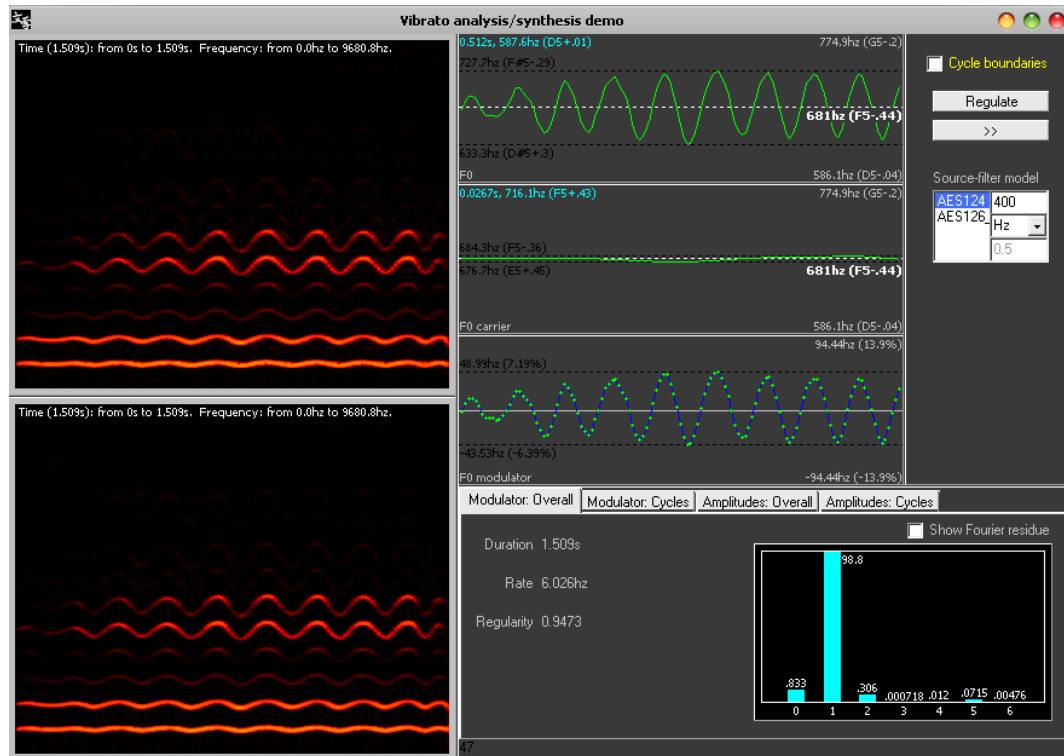 Vibrato analysis/synthesis demo
Time (1.509s): from 0s to 1.509s. Frequency: from 0.0hz to 9680.8hz.
0.512s, 587.6hz (D5+.01)
774.9hz (G5-.2)
727.7hz (F#5-.29)
681hz (F5-.44)
633.3hz (D#5+.3)
F0
586.1hz (D5-.04)
0.0267s, 716.1hz (F5+.43)
774.9hz (G5-.2)
684.3hz (F5-.36)
681hz (F5-.44)
676.7hz (E5+.45)
F0 carrier
586.1hz (D5-.04)
94.44hz (13.9%)
48.99hz (7.19%)
-43.53hz (-6.39%)
F0 modulator
-94.44hz (-13.9%)
Cycle boundaries
Regulate
>>
Source-filter model
AES124
AES126_
400
Hz
0.5
Time (1.509s): from 0s to 1.509s. Frequency: from 0.0hz to 9680.8hz.
Modulator: Overall
Modulator: Cycles
Amplitudes: Overall
Amplitudes: Cycles
Duration 1.509s
Rate 6.026hz
Regularity 0.9473
Show Fourier residue
98.8
.833
.306
.000718
.012
.0715
.00476
0 1 2 3 4 5 6
47